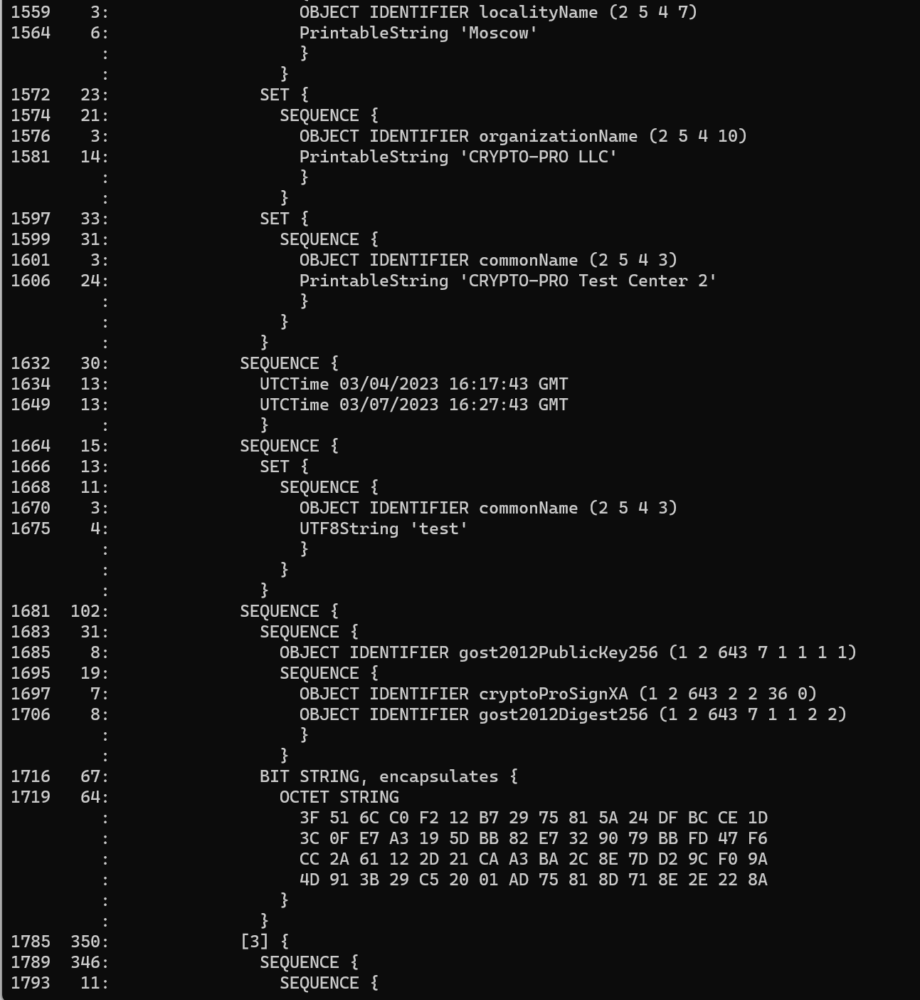 1559   3:                   OBJECT IDENTIFIER localityName (2 5 4 7)
1564   6:                   PrintableString 'Moscow'
         :                   }
         :                 }
1572  23:               SET {
1574  21:                 SEQUENCE {
1576   3:                   OBJECT IDENTIFIER organizationName (2 5 4 10)
1581  14:                   PrintableString 'CRYPTO-PRO LLC'
         :                   }
         :                 }
1597  33:               SET {
1599  31:                 SEQUENCE {
1601   3:                   OBJECT IDENTIFIER commonName (2 5 4 3)
1606  24:                   PrintableString 'CRYPTO-PRO Test Center 2'
         :                   }
         :                 }
         :               }
1632  30:             SEQUENCE {
1634  13:               UTCTime 03/04/2023 16:17:43 GMT
1649  13:               UTCTime 03/07/2023 16:27:43 GMT
         :               }
1664  15:             SEQUENCE {
1666  13:               SET {
1668  11:                 SEQUENCE {
1670   3:                   OBJECT IDENTIFIER commonName (2 5 4 3)
1675   4:                   UTF8String 'test'
         :                   }
         :                 }
         :               }
1681 102:             SEQUENCE {
1683  31:               SEQUENCE {
1685   8:                 OBJECT IDENTIFIER gost2012PublicKey256 (1 2 643 7 1 1 1 1)
1695  19:                 SEQUENCE {
1697   7:                   OBJECT IDENTIFIER cryptoProSignXA (1 2 643 2 2 36 0)
1706   8:                   OBJECT IDENTIFIER gost2012Digest256 (1 2 643 7 1 1 2 2)
         :                   }
         :                 }
1716  67:               BIT STRING, encapsulates {
1719  64:                 OCTET STRING
         :                   3F 51 6C C0 F2 12 B7 29 75 81 5A 24 DF BC CE 1D
         :                   3C 0F E7 A3 19 5D BB 82 E7 32 90 79 BB FD 47 F6
         :                   CC 2A 61 12 2D 21 CA A3 BA 2C 8E 7D D2 9C F0 9A
         :                   4D 91 3B 29 C5 20 01 AD 75 81 8D 71 8E 2E 22 8A
         :                 }
         :               }
1785 350:             [3] {
1789 346:               SEQUENCE {
1793  11:                 SEQUENCE {